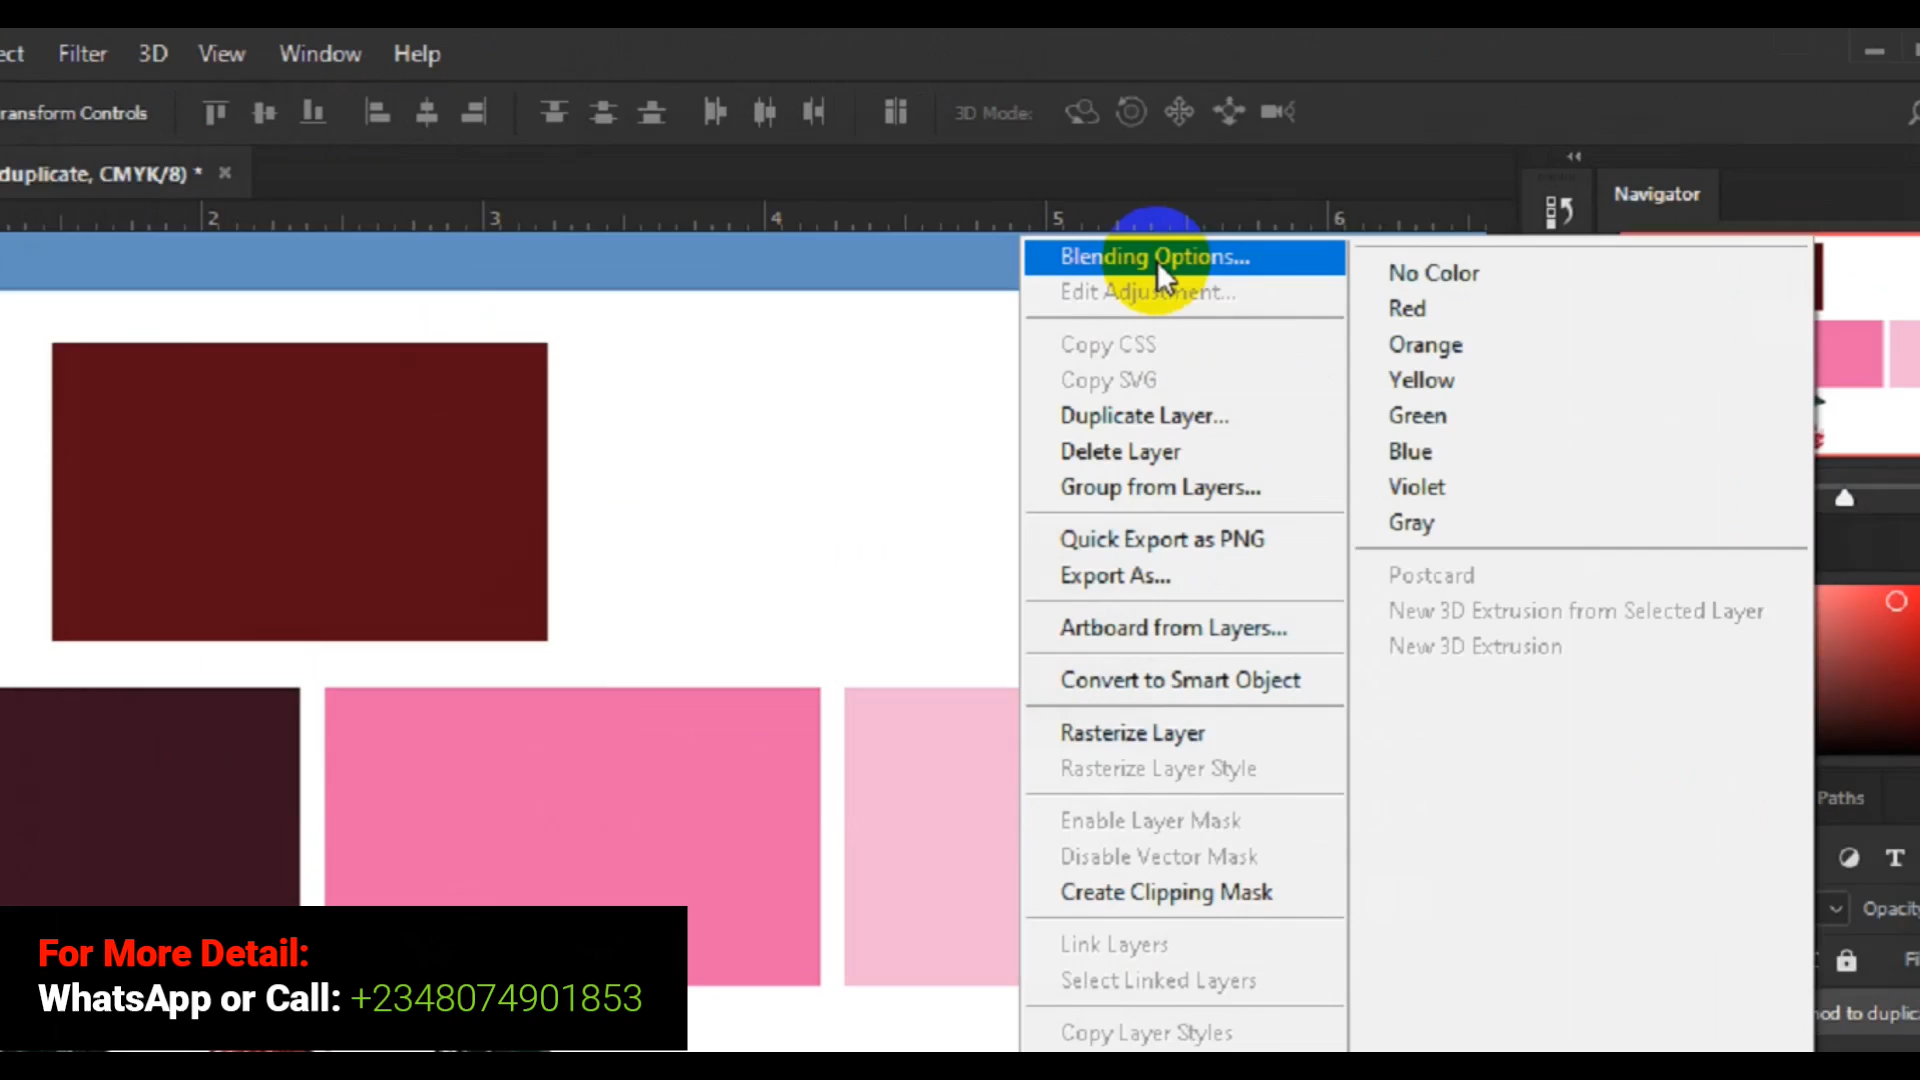 ect Filter 3D View Window Help
ransform Controls 3D Mode:
duplicate, CMYK/8) * ×
2 3 4 5 6
Navigator
Blending Options...
Edit Adjustment...
Copy CSS
Copy SVG
Duplicate Layer...
Delete Layer
Group from Layers...
Quick Export as PNG
Export As...
Artboard from Layers...
Convert to Smart Object
Rasterize Layer
Rasterize Layer Style
Enable Layer Mask
Disable Vector Mask
Create Clipping Mask
Link Layers
Select Linked Layers
Copy Layer Styles
No Color
Red
Orange
Yellow
Green
Blue
Violet
Gray
Postcard
New 3D Extrusion from Selected Layer
New 3D Extrusion
Paths
T
Opacity
Fi
nod to duplic
For More Detail:
WhatsApp or Call: +2348074901853